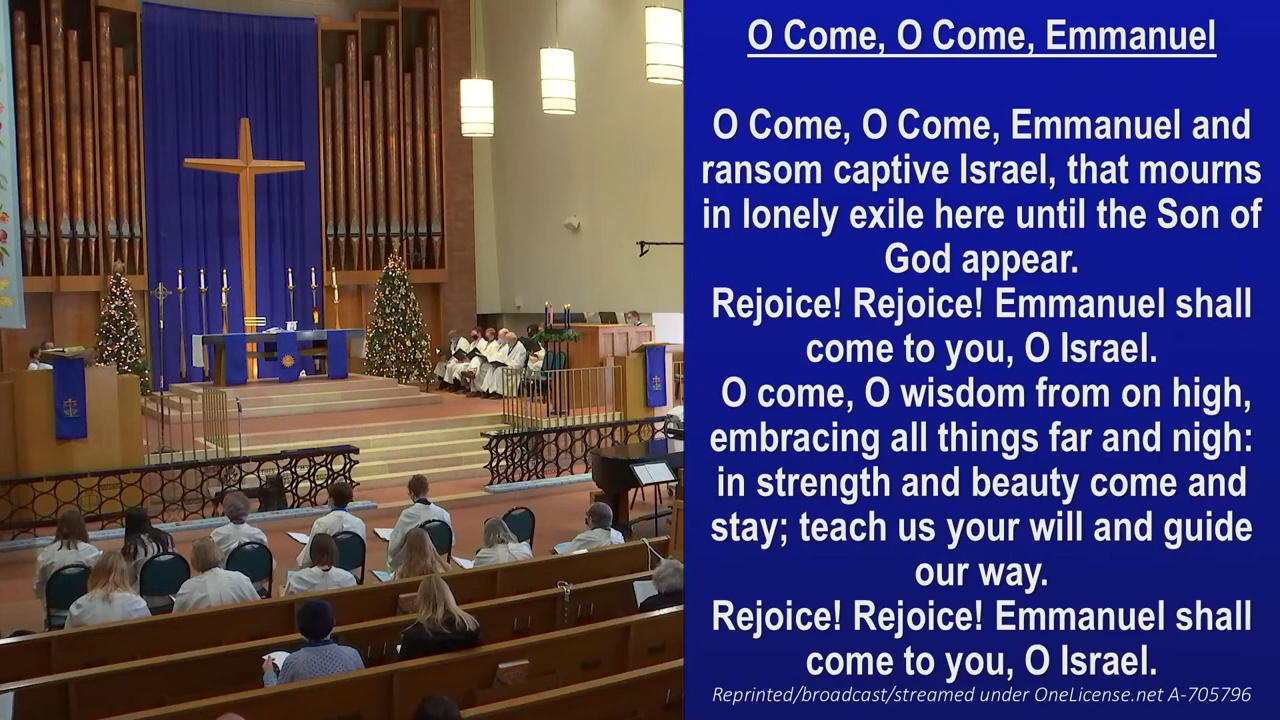 O Come, O Come, Emmanuel
O Come, O Come, Emmanuel and
ransom captive Israel, that mourns
in lonely exile here until the Son of
God appear.
Rejoice! Rejoice! Emmanuel shall
come to you, O Israel.
O come, O wisdom from on high,
embracing all things far and nigh:
in strength and beauty come and
stay; teach us your will and guide
our way.
Rejoice! Rejoice! Emmanuel shall
come to you, O Israel.
Reprinted/broadcast/streamed under OneLicense.net A-705796